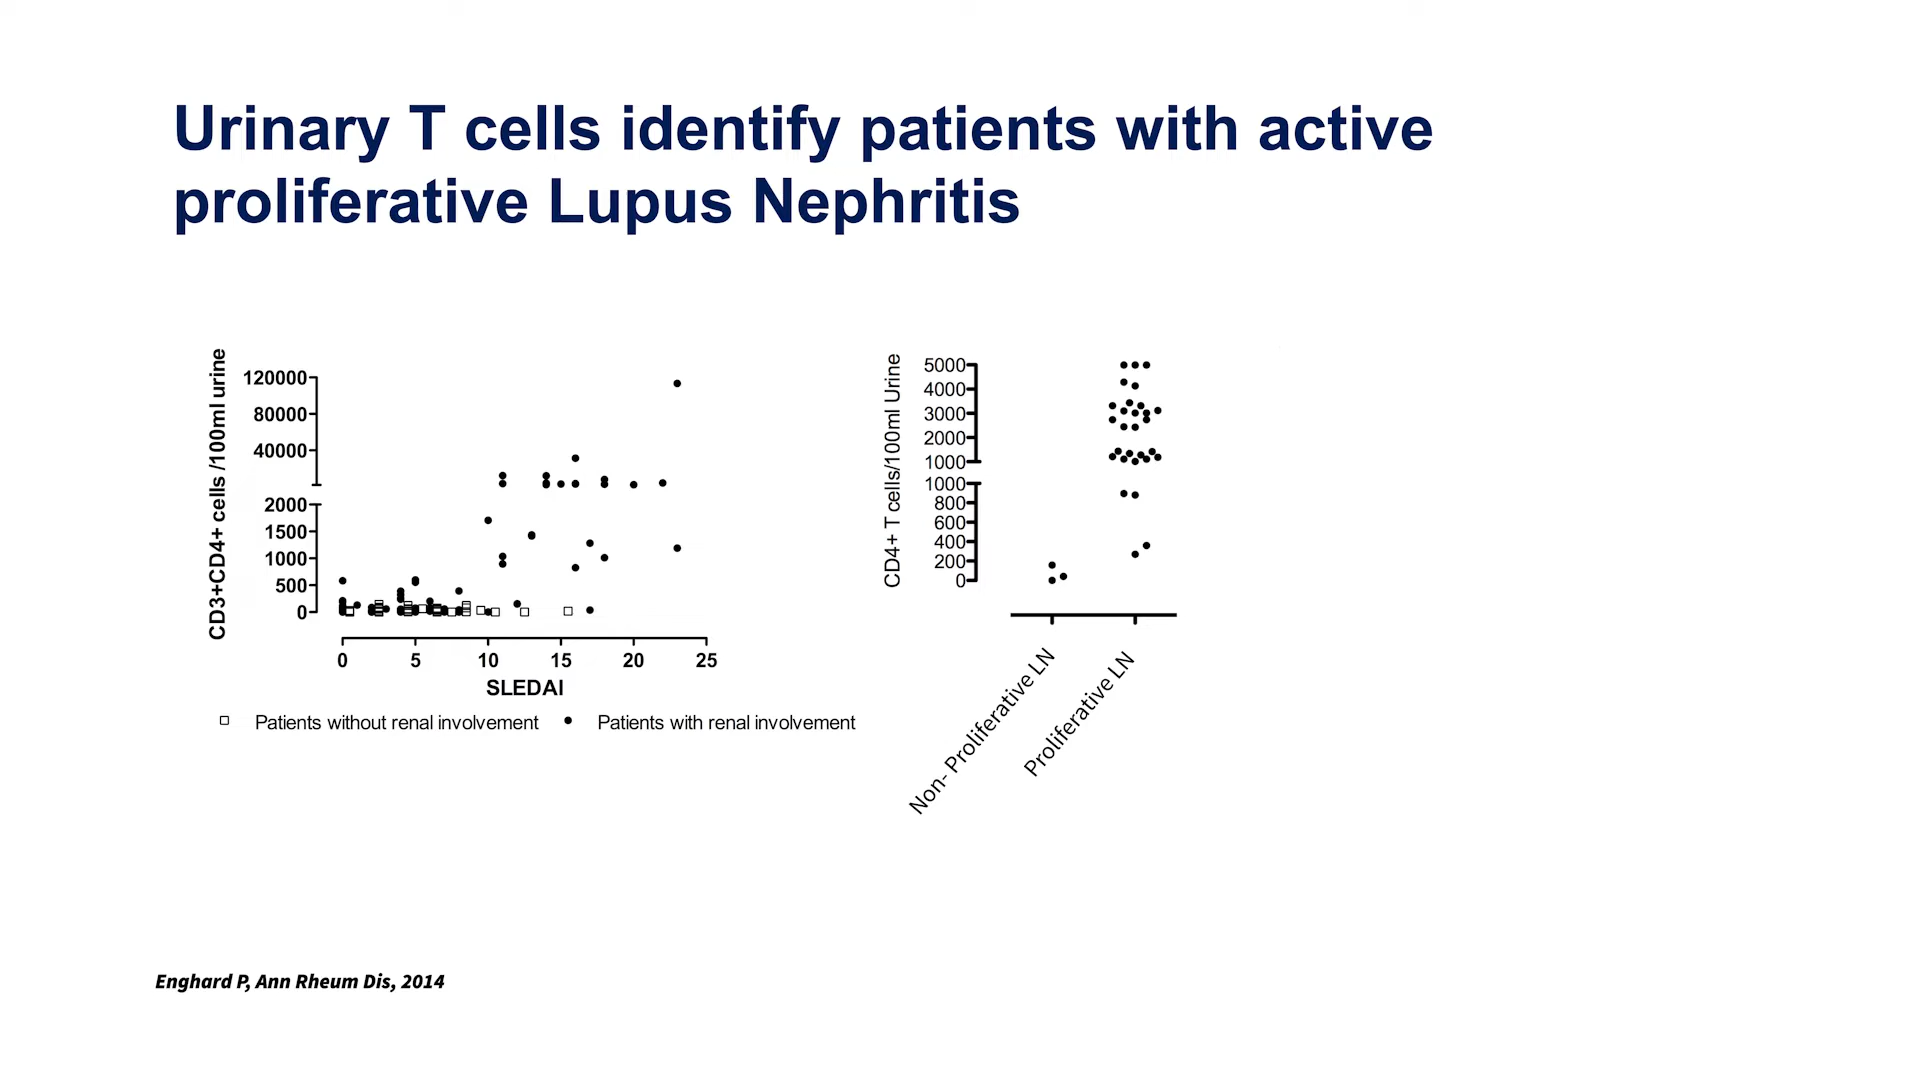 Urinary T cells identify patients with active
proliferative Lupus Nephritis
CD3+CD4+ cells /100ml urine
120000
80000
40000
2000
1500
1000
500
0
0 5 10 15 20 25
SLEDAI
Patients without renal involvement Patients with renal involvement
CD4+ T cells/100ml Urine
5000
4000
3000
2000
1000
1000
800
600
400
200
0
Non- Proliferative LN
Proliferative LN
Enghard P, Ann Rheum Dis, 2014